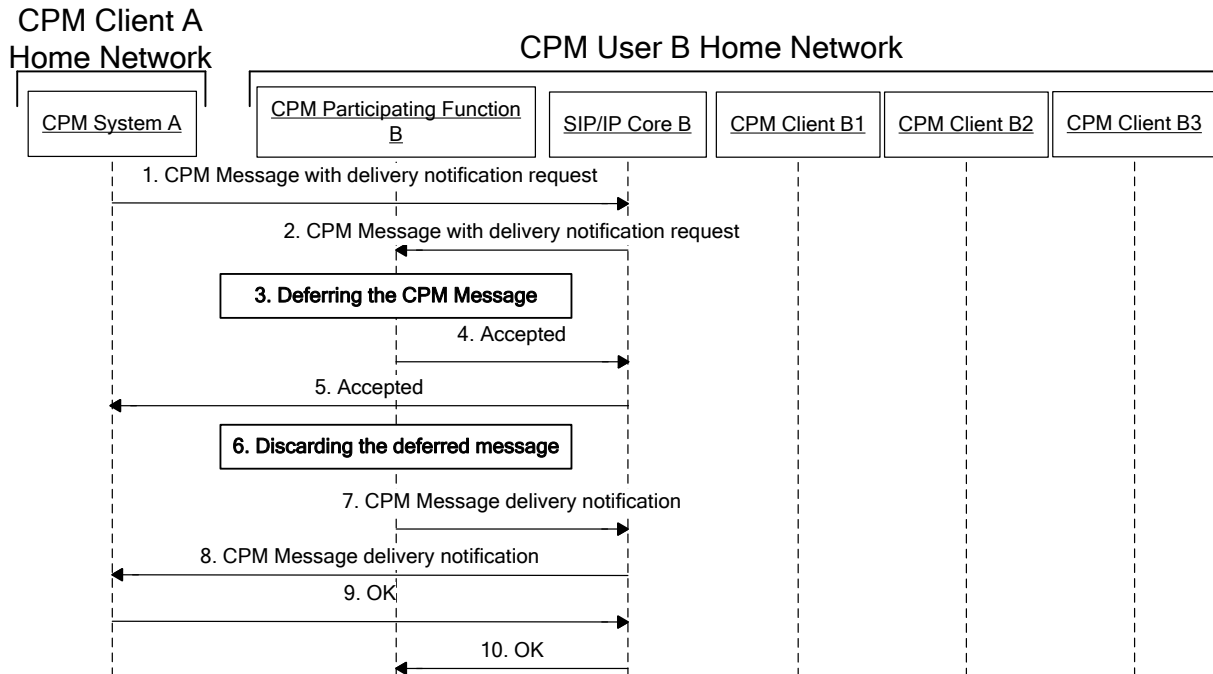 CPM Client A
Home Network
CPM User B Home Network
CPM System A
CPM Participating Function
B
SIP/IP Core B
CPM Client B1
CPM Client B2
CPM Client B3
1. CPM Message with delivery notification request
2. CPM Message with delivery notification request
3. Deferring the CPM Message
4. Accepted
5. Accepted
6. Discarding the deferred message
7. CPM Message delivery notification
8. CPM Message delivery notification
9. OK
10. OK